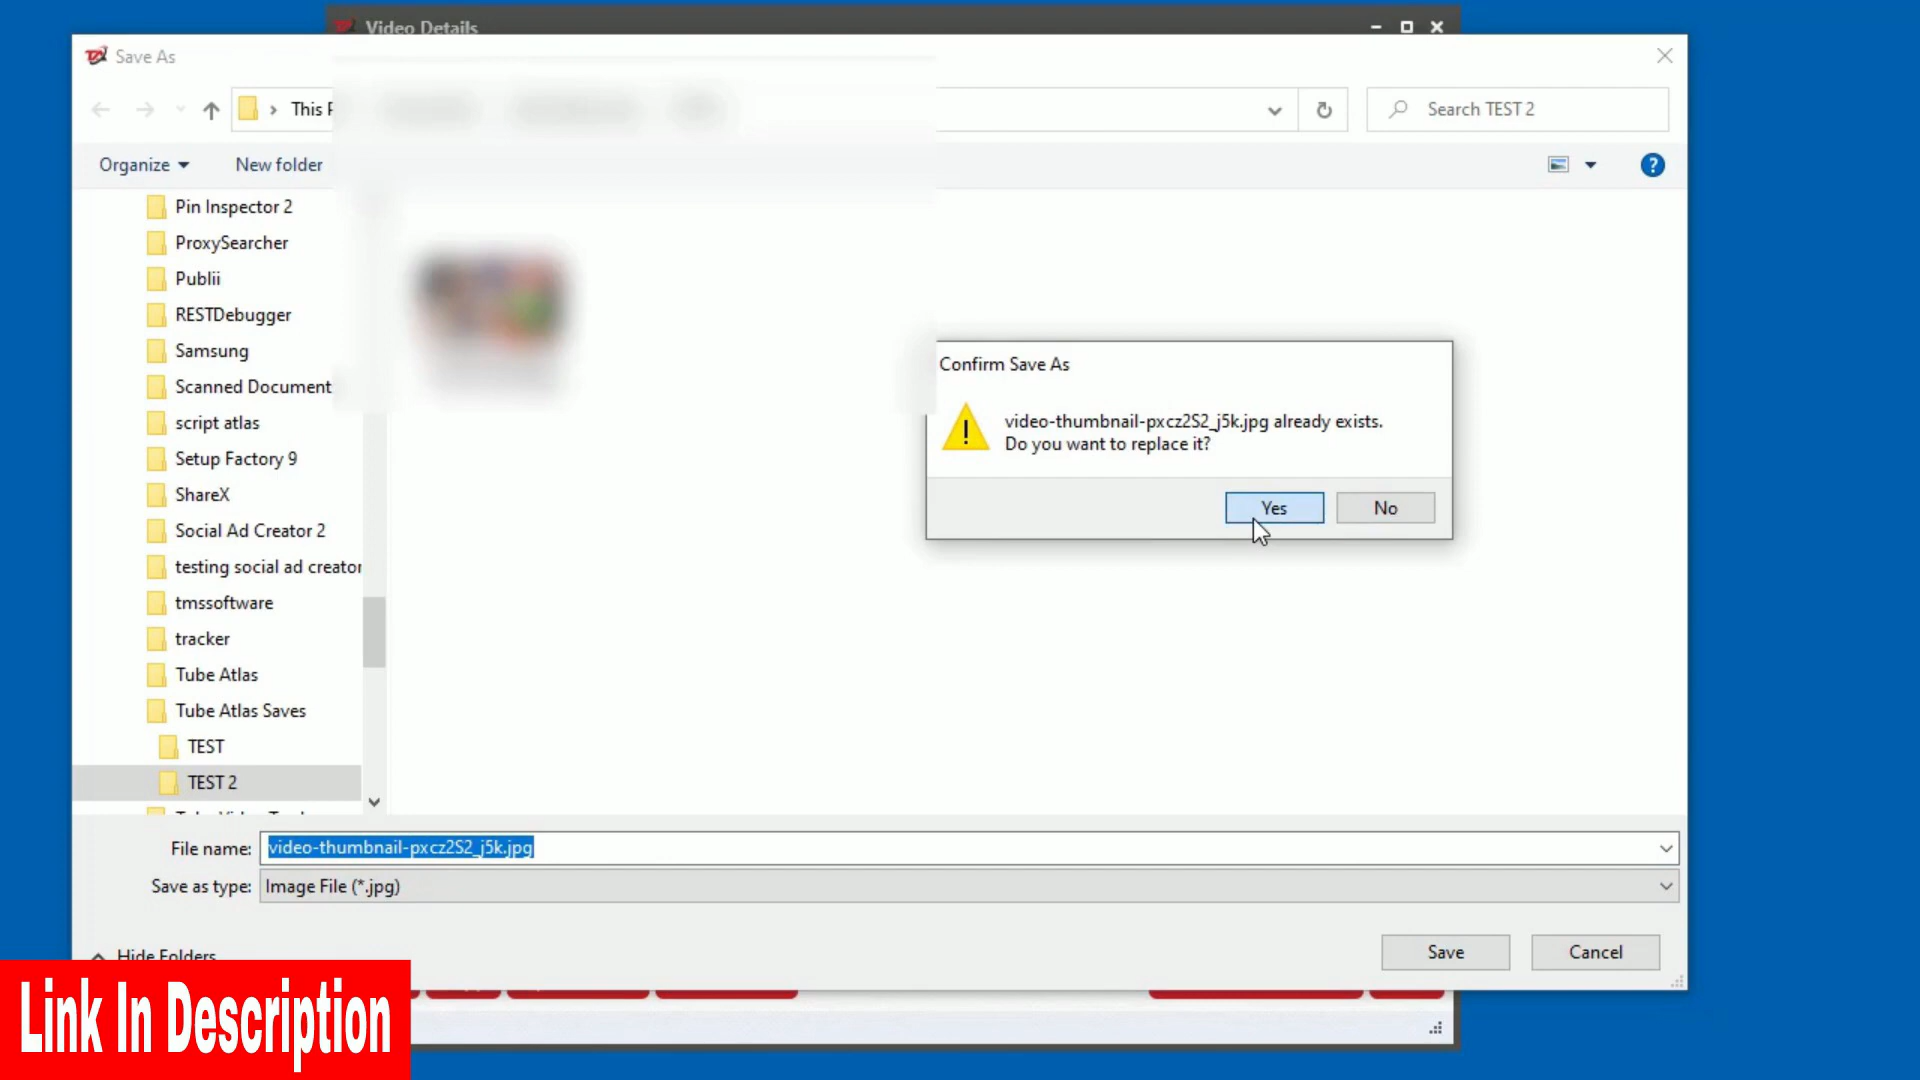 Video Details
Save As
This P
Search TEST 2
Organize
New folder
Pin Inspector 2
ProxySearcher
Publii
RESTDebugger
Samsung
Scanned Document
script atlas
Setup Factory 9
ShareX
Social Ad Creator 2
testing social ad creator
tmssoftware
tracker
Tube Atlas
Tube Atlas Saves
TEST
TEST 2
Confirm Save As
video-thumbnail-pxcz2S2_j5k.jpg already exists.
Do you want to replace it?
Yes
No
File name:
video-thumbnail-pxcz2S2_j5k.jpg
Save as type:
Image File (*.jpg)
Hide Folders
Save
Cancel
Link In Description